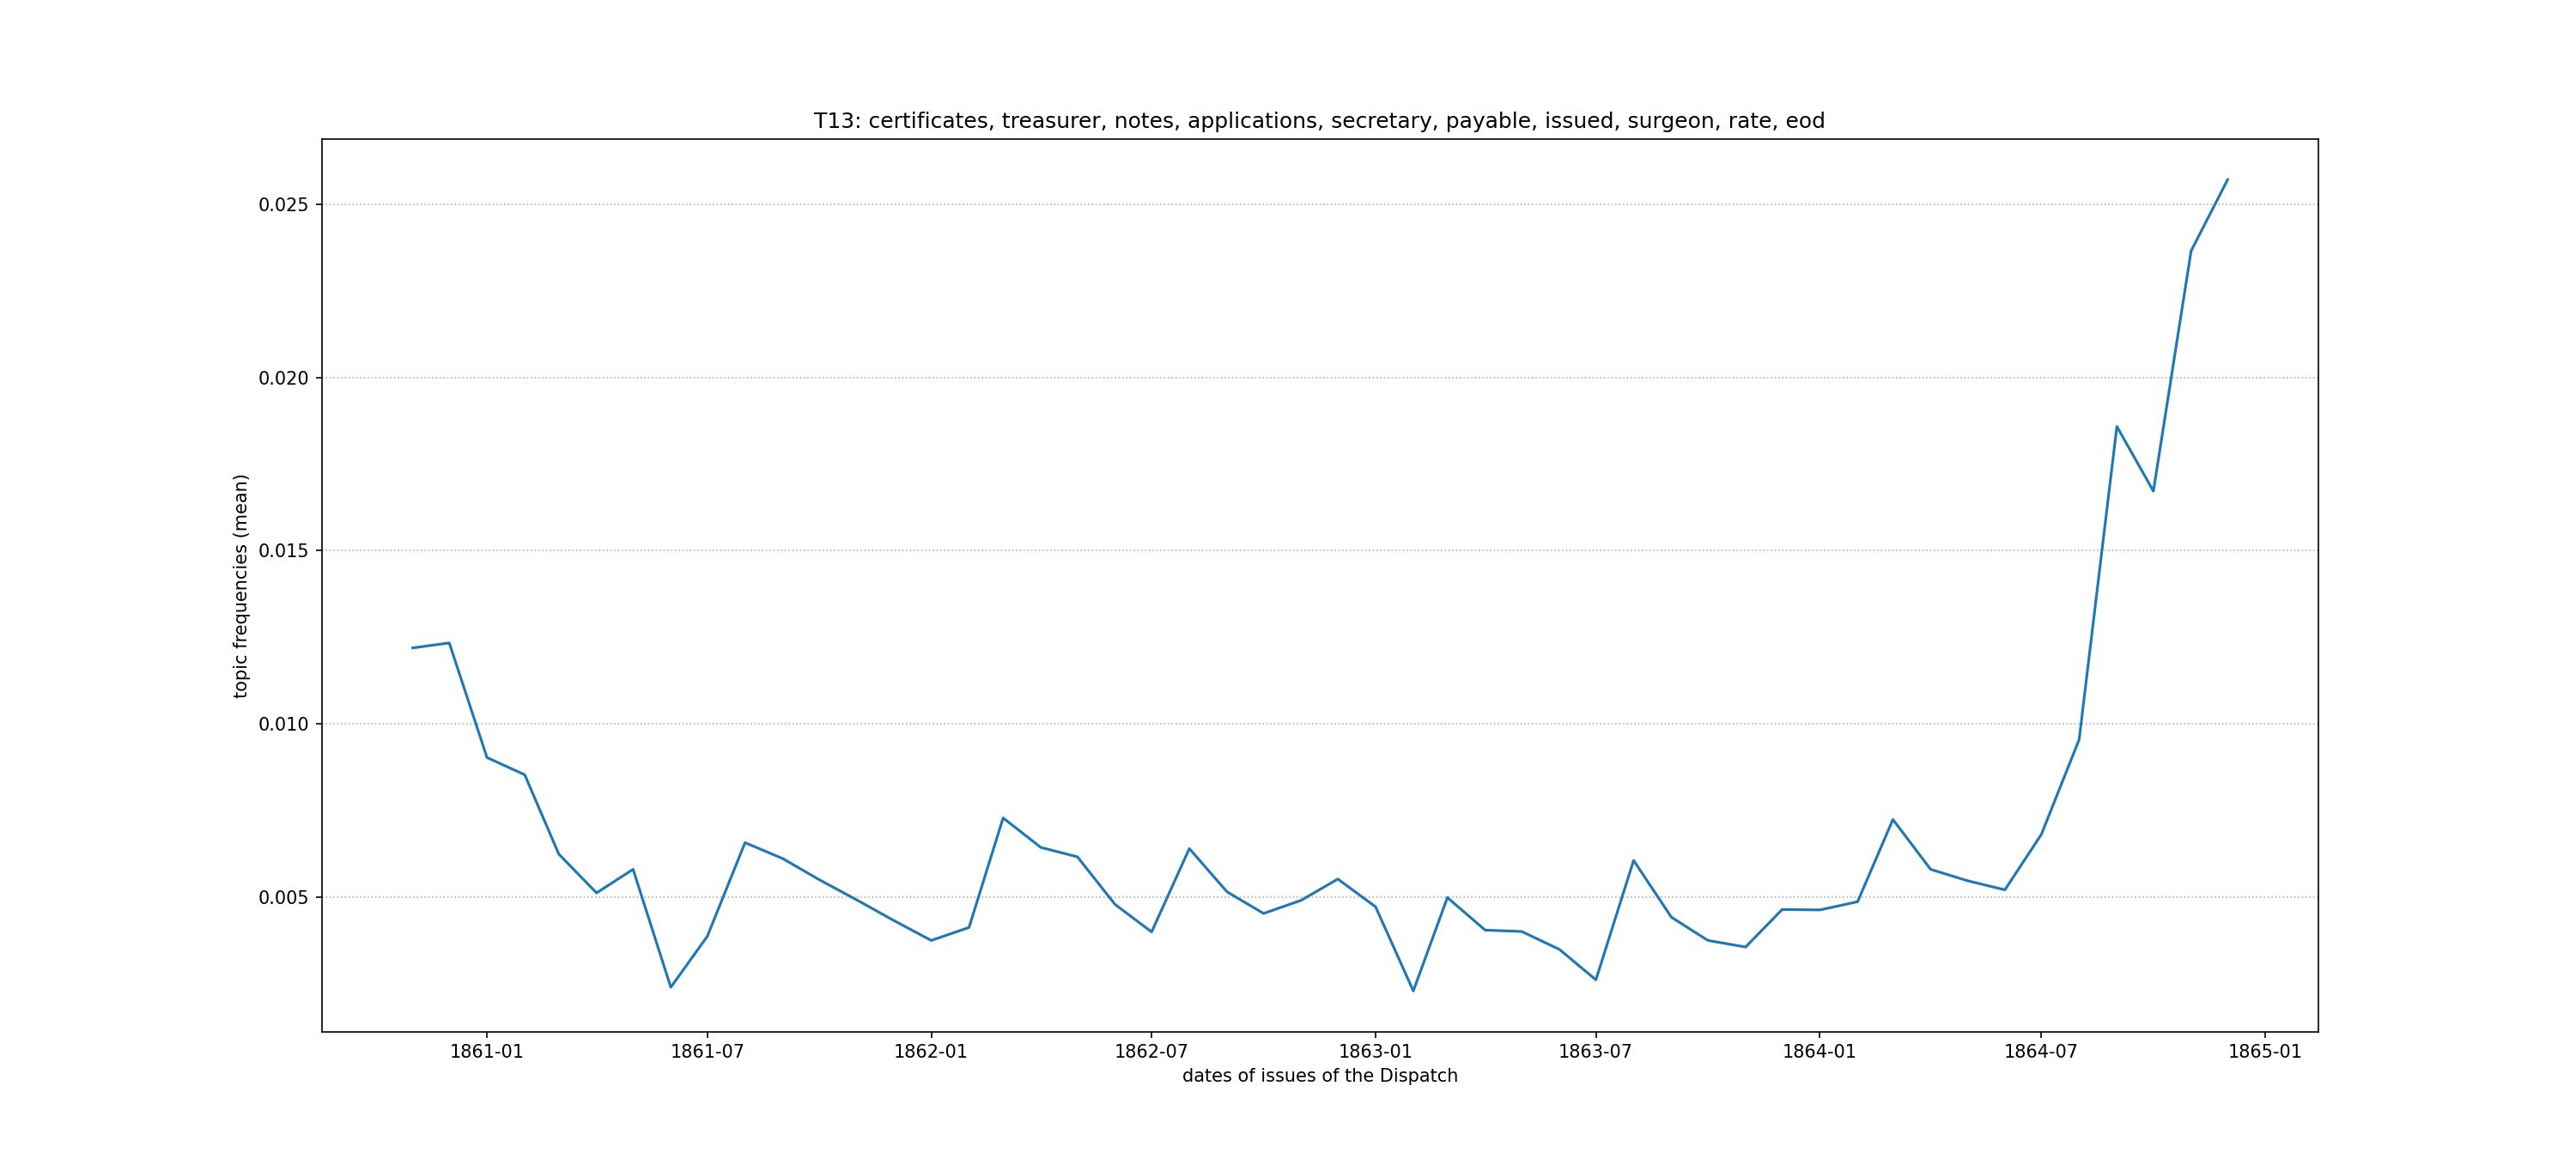 T13: certificates, treasurer, notes, applications, secretary, payable, issued, surgeon, rate, eod
topic frequencies (mean)
0.025
0.020
0.015
0.010
0.005
1861-01 1861-07 1862-01 1862-07 1863-01 1863-07 1864-01 1864-07 1865-01
dates of issues of the Dispatch